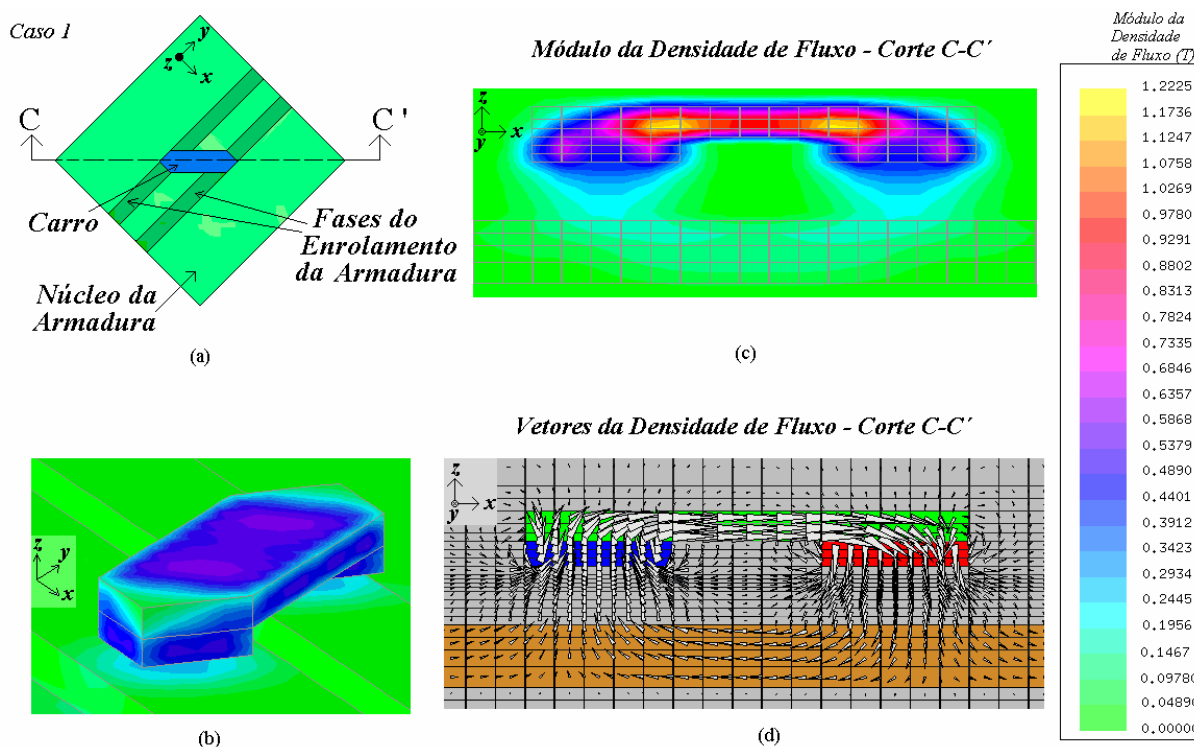 Caso 1
y
z
x
C
C'
Carro
Fases do
Enrolamento
da Armadura
Núcleo da
Armadura
(a)
Módulo da Densidade de Fluxo - Corte C-C´
z
x
y
(c)
z
y
x
(b)
Vetores da Densidade de Fluxo - Corte C-C´
z
x
y
(d)
Módulo da
Densidade
de Fluxo (T)
1.2225
1.1736
1.1247
1.0758
1.0269
0.9780
0.9291
0.8802
0.8313
0.7824
0.7335
0.6846
0.6357
0.5868
0.5379
0.4890
0.4401
0.3912
0.3423
0.2934
0.2445
0.1956
0.1467
0.09780
0.04890
0.00000